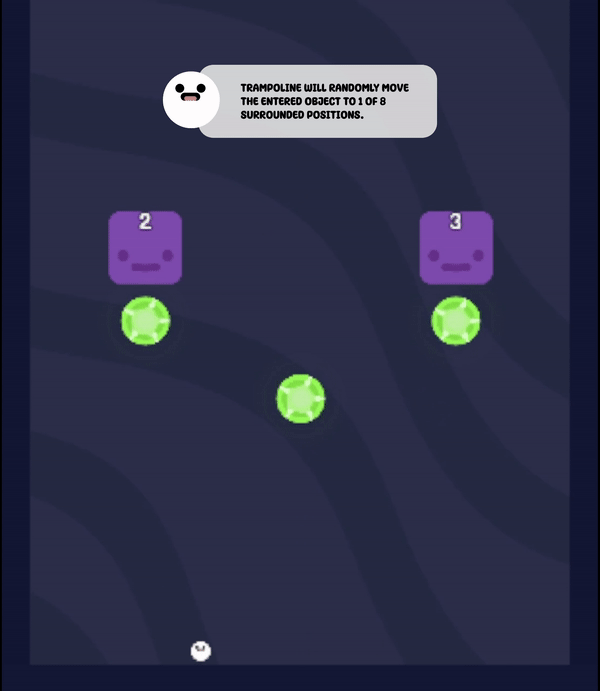 TRAMPOLINE WILL RANDOMLY MOVE
THE ENTERED OBJECT TO 1 OF 8
SURROUNDED POSITIONS.
2 3